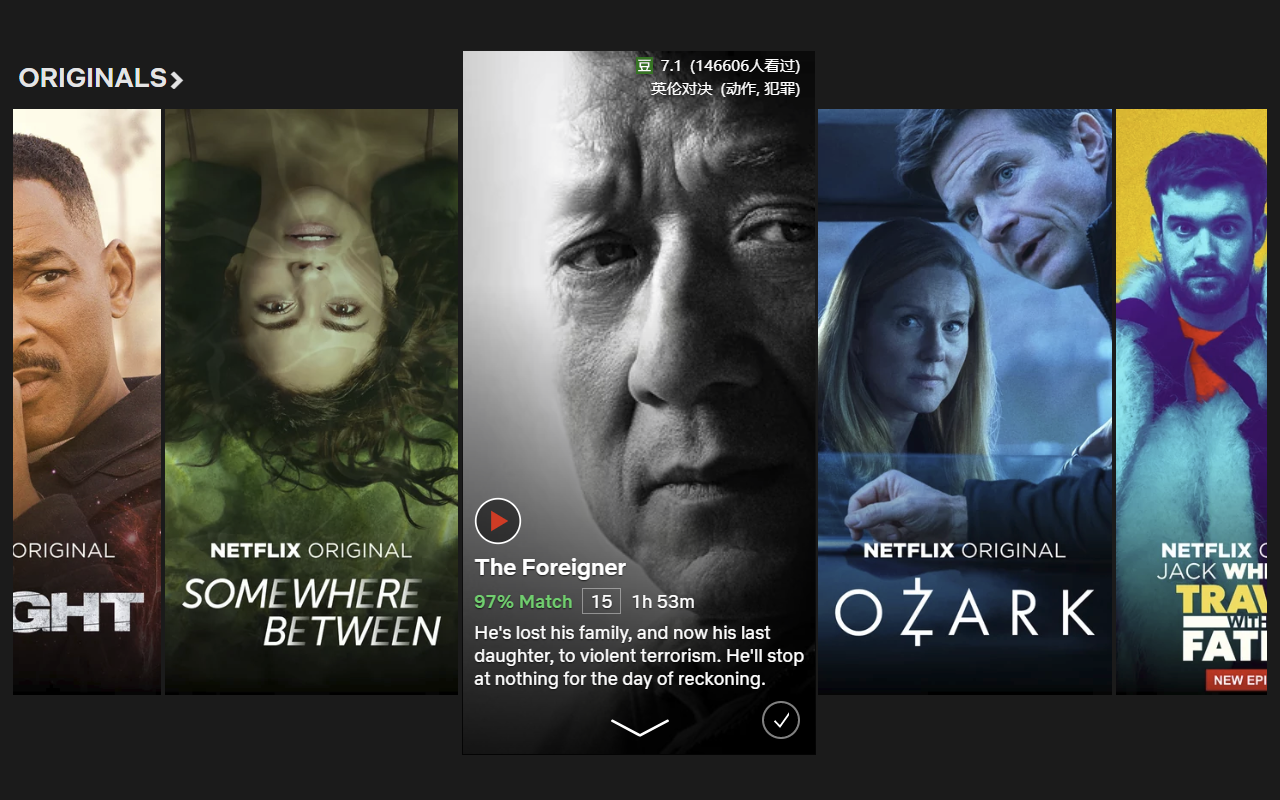 ORIGINALS
豆 7.1 (146606人看过)
英伦对决 (动作, 犯罪)
ORIGINAL
GHT
NETFLIX ORIGINAL
SOMEWHERE
BETWEEN
The Foreigner
97% Match 15 1h 53m
He's lost his family, and now his last
daughter, to violent terrorism. He'll stop
at nothing for the day of reckoning.
NETFLIX ORIGINAL
OZARK
NETFLIX O
JACK WH
TRAV
WITH
FAT
NEW EPI